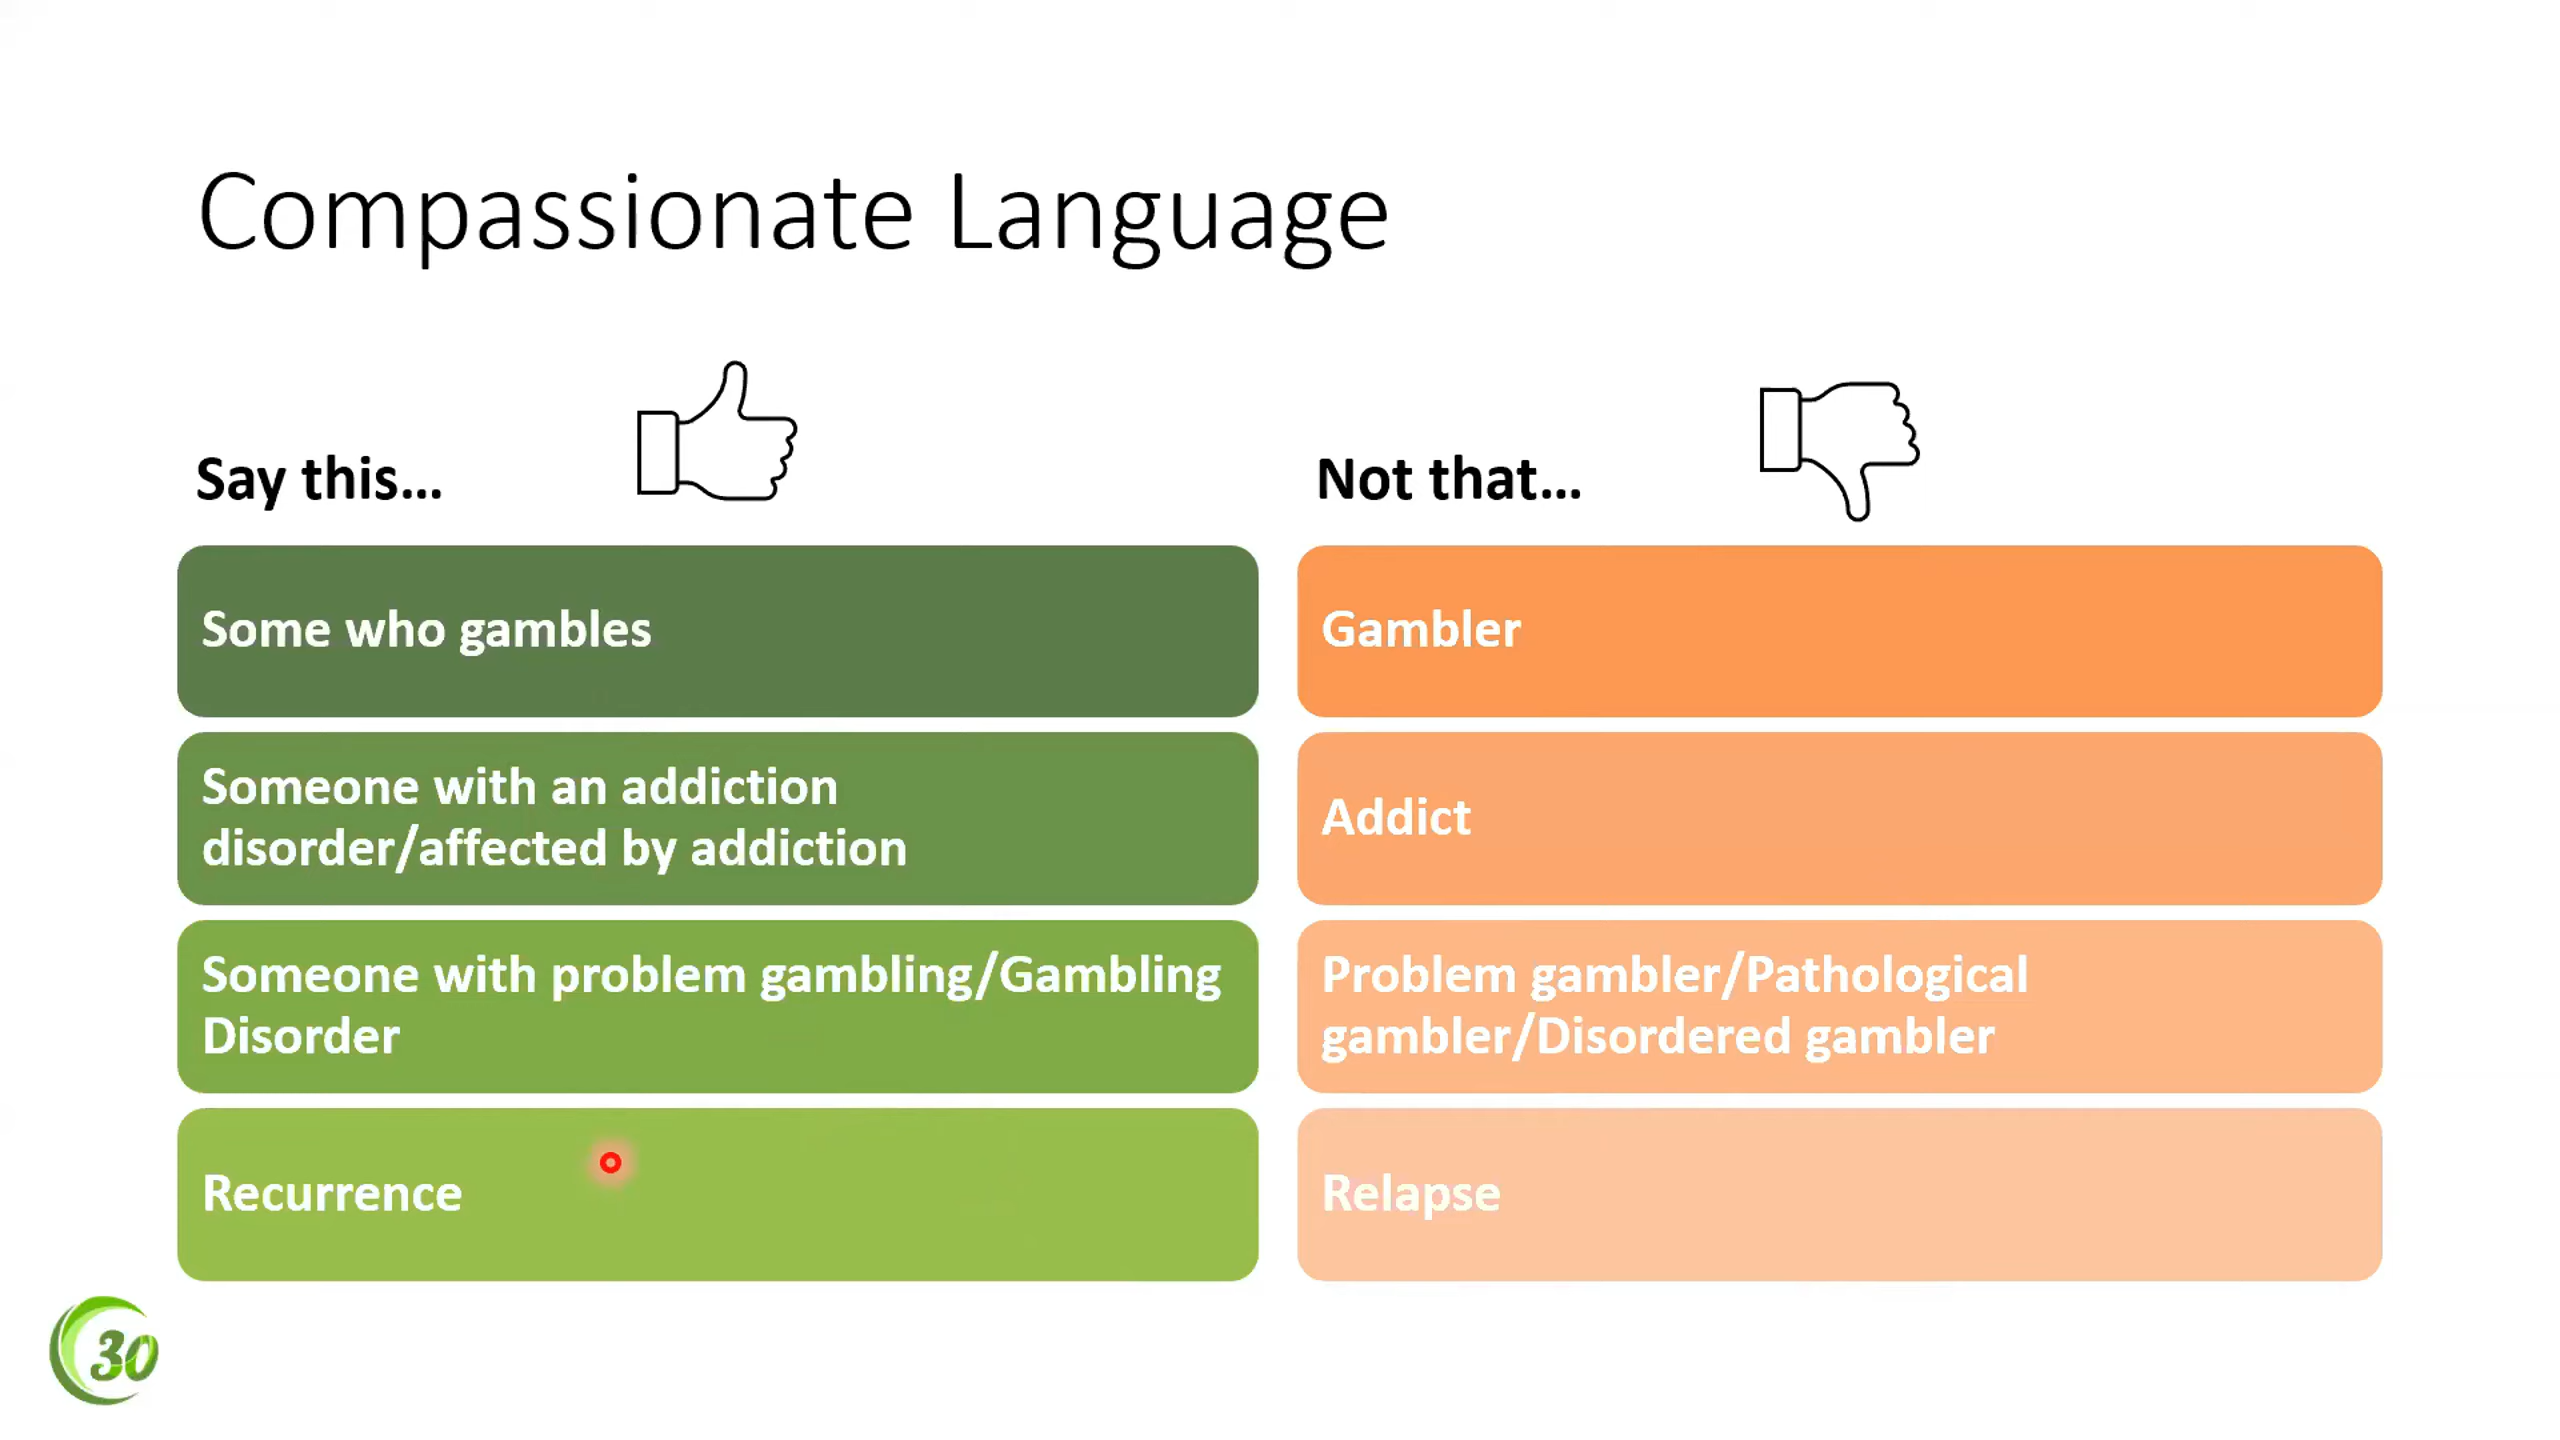 Compassionate Language
Say this...
Some who gambles
Someone with an addiction
disorder/affected by addiction
Someone with problem gambling/Gambling
Disorder
Recurrence
Not that...
Gambler
Addict
Problem gambler/Pathological
gambler/Disordered gambler
Relapse
30